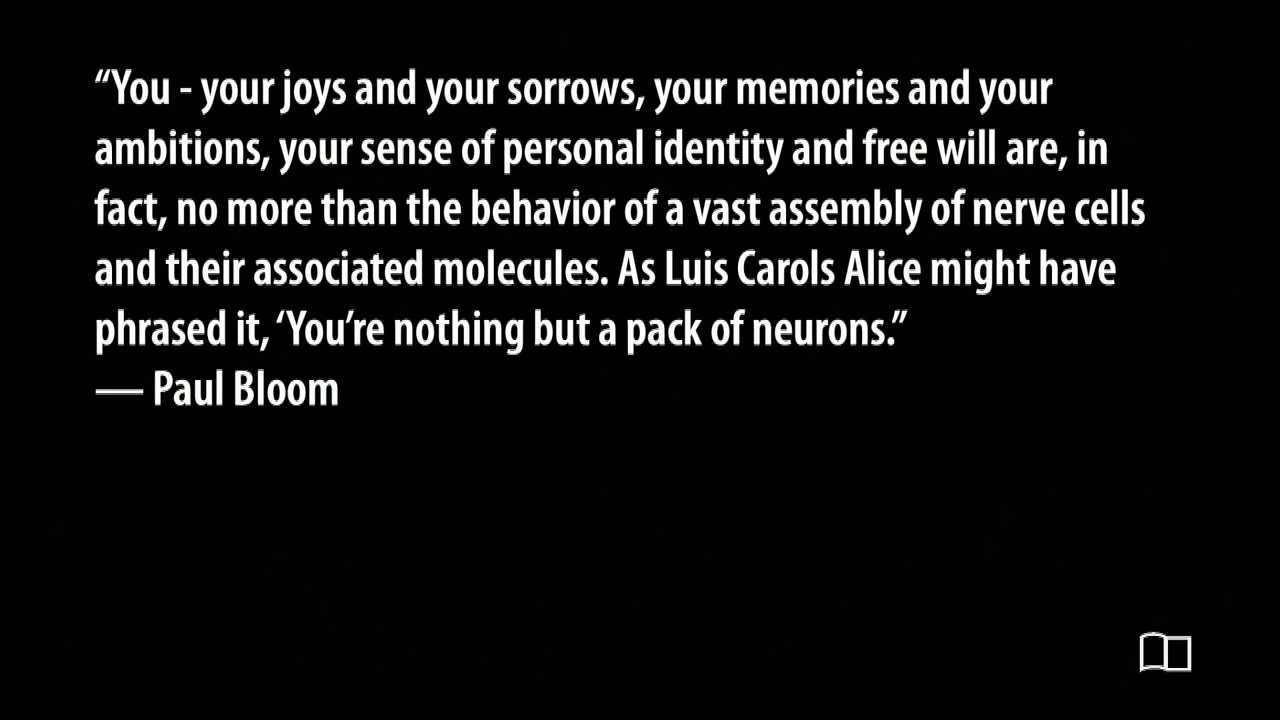 “You - your joys and your sorrows, your memories and your
ambitions, your sense of personal identity and free will are, in
fact, no more than the behavior of a vast assembly of nerve cells
and their associated molecules. As Luis Carols Alice might have
phrased it, ‘You’re nothing but a pack of neurons.”
— Paul Bloom